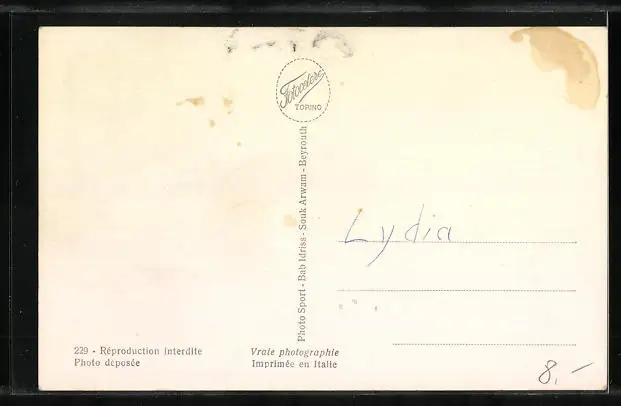 Fotocelere
TORINO
Photo Sport - Bab Idriss - Souk Arwam - Beyrouth
Lydia
229 - Réproduction interdite
Photo déposée
Vraie photographie
Imprimée en Italie
8,-